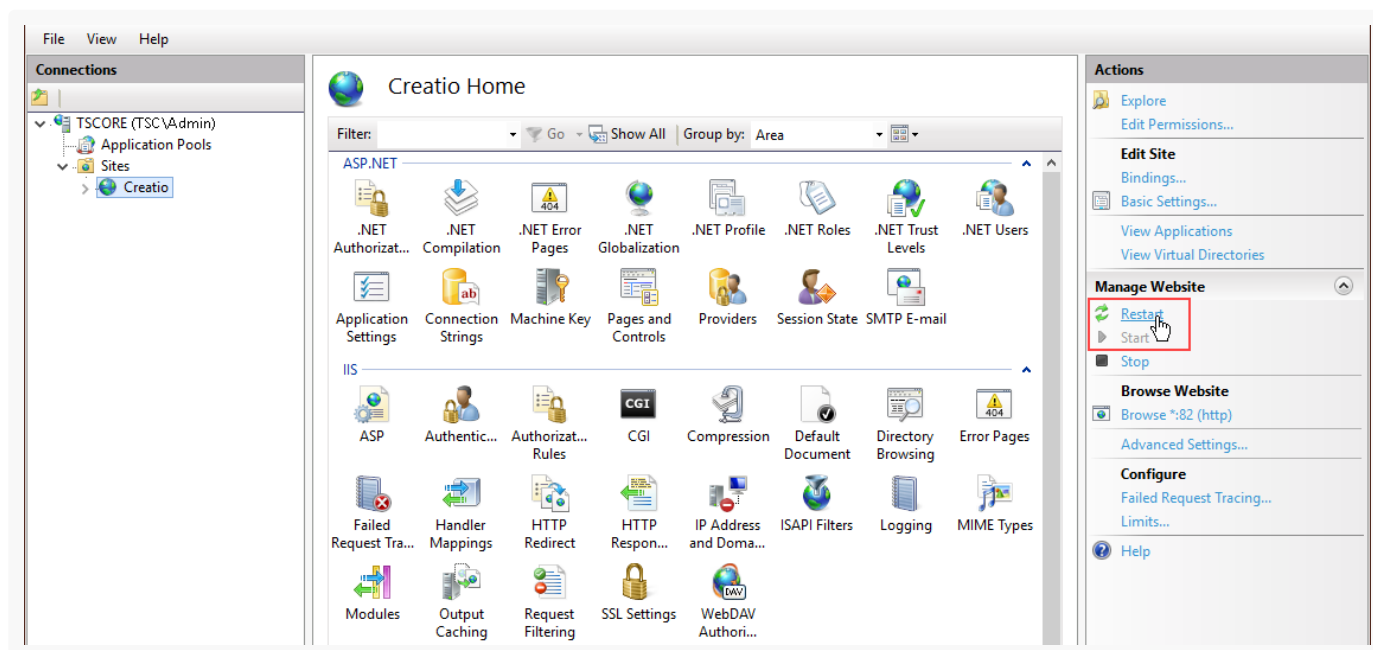 File View Help
Connections
TSCORE (TSC\Admin)
Application Pools
Sites
Creatio
Creatio Home
Filter: Go Show All Group by: Area
ASP.NET
.NET Authorizat...
.NET Compilation
.NET Error Pages
.NET Globalization
.NET Profile
.NET Roles
.NET Trust Levels
.NET Users
Application Settings
Connection Strings
Machine Key
Pages and Controls
Providers
Session State
SMTP E-mail
IIS
ASP
Authentic...
Authorizat... Rules
CGI
Compression
Default Document
Directory Browsing
Error Pages
Failed Request Tra...
Handler Mappings
HTTP Redirect
HTTP Respon...
IP Address and Doma...
ISAPI Filters
Logging
MIME Types
Modules
Output Caching
Request Filtering
SSL Settings
WebDAV Authori...
Actions
Explore
Edit Permissions...
Edit Site
Bindings...
Basic Settings...
View Applications
View Virtual Directories
Manage Website
Restart
Start
Stop
Browse Website
Browse *:82 (http)
Advanced Settings...
Configure
Failed Request Tracing...
Limits...
Help